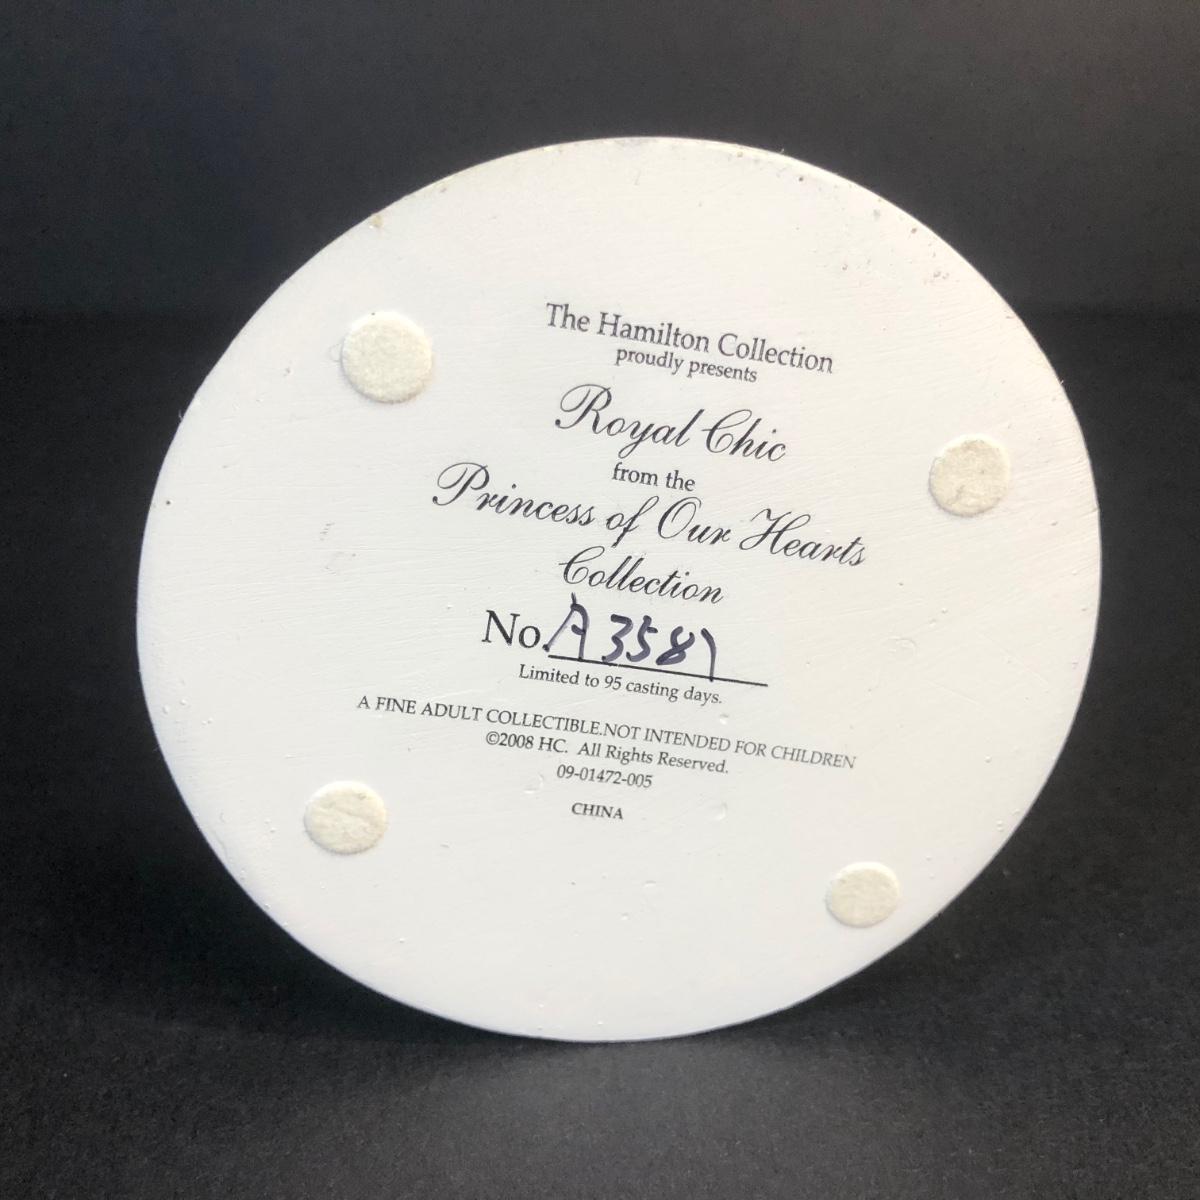 The Hamilton Collection
proudly presents
Royal Chic
from the
Princess of Our Hearts
Collection
No. A3587
Limited to 95 casting days.
A FINE ADULT COLLECTIBLE.NOT INTENDED FOR CHILDREN
©2008 HC. All Rights Reserved.
09-01472-005
CHINA